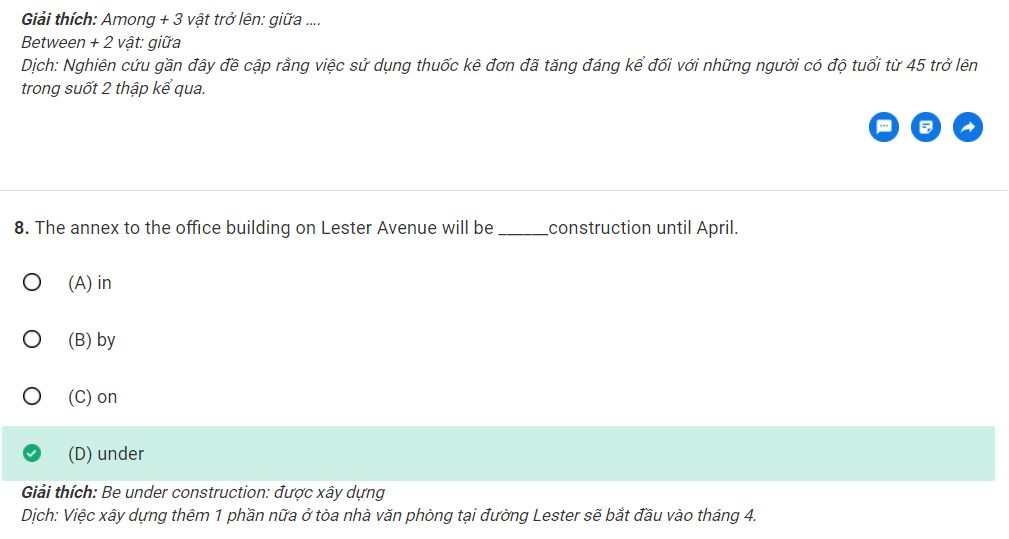 Giải thích: Among + 3 vật trở lên: giữa ....
Between + 2 vật: giữa
Dịch: Nghiên cứu gần đây đề cập rằng việc sử dụng thuốc kê đơn đã tăng đáng kể đối với những người có độ tuổi từ 45 trở lên
trong suốt 2 thập kể qua.
8. The annex to the office building on Lester Avenue will be ______construction until April.
(A) in
(B) by
(C) on
(D) under
Giải thích: Be under construction: được xây dựng
Dịch: Việc xây dựng thêm 1 phần nữa ở tòa nhà văn phòng tại đường Lester sẽ bắt đầu vào tháng 4.